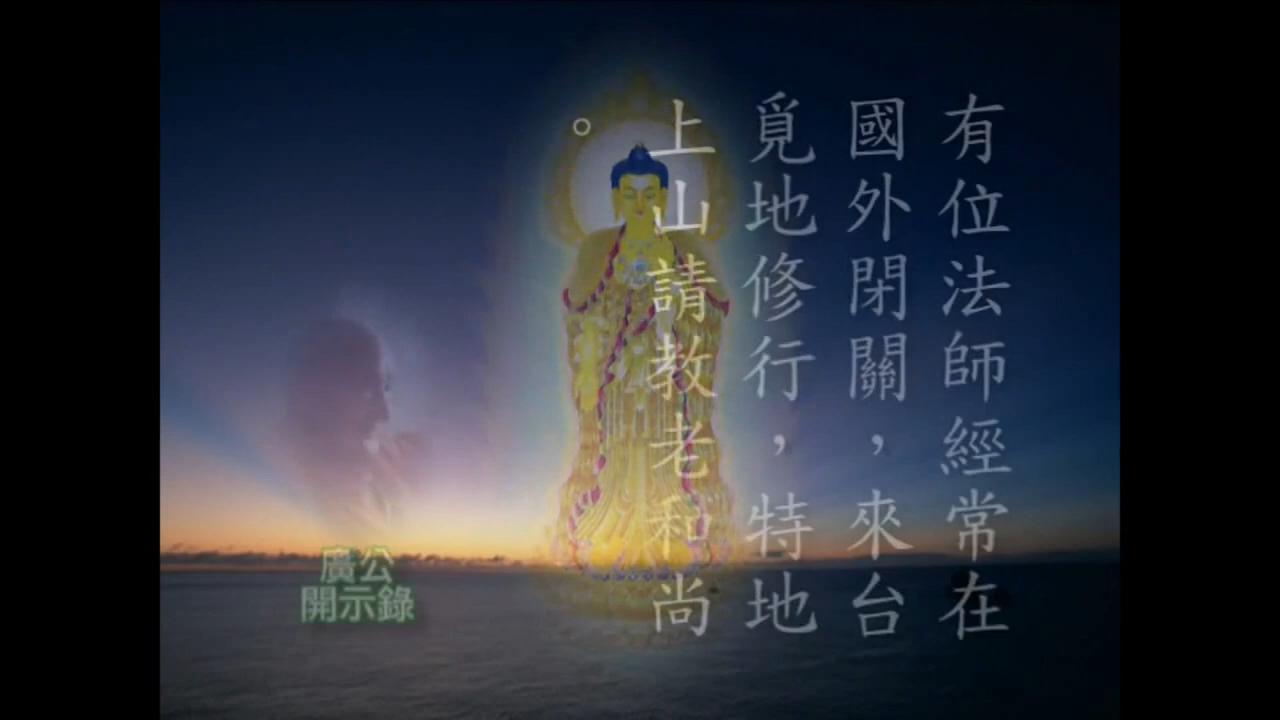 有位法師經常在
國外閉關，來台
覓地修行，特地
上山請教老和尚
。
廣公
開示錄